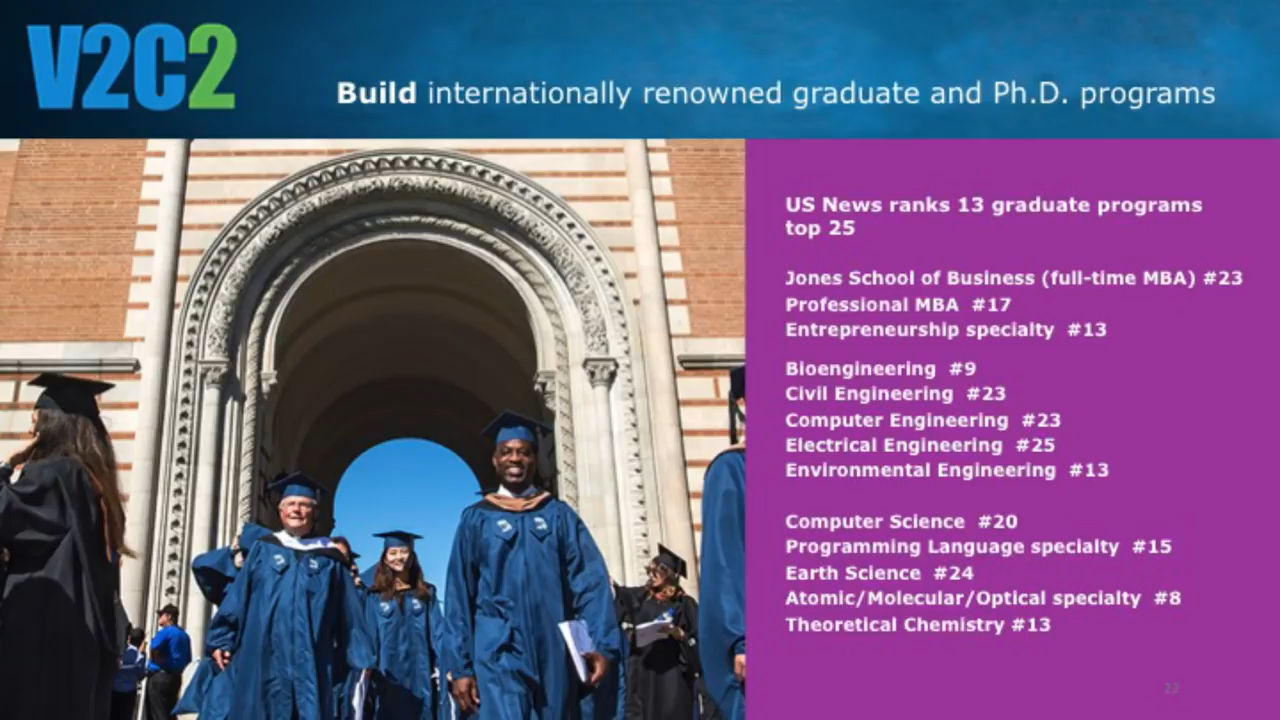 V2C2
Build internationally renowned graduate and Ph.D. programs
US News ranks 13 graduate programs
top 25
Jones School of Business (full-time MBA) #23
Professional MBA #17
Entrepreneurship specialty #13
Bioengineering #9
Civil Engineering #23
Computer Engineering #23
Electrical Engineering #25
Environmental Engineering #13
Computer Science #20
Programming Language specialty #15
Earth Science #24
Atomic/Molecular/Optical specialty #8
Theoretical Chemistry #13
22